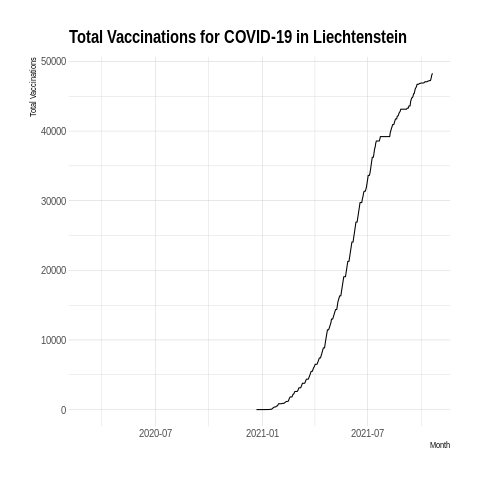 Total Vaccinations for COVID-19 in Liechtenstein
Total Vaccinations
50000
40000
30000
20000
10000
0
2020-07 2021-01 2021-07
Month